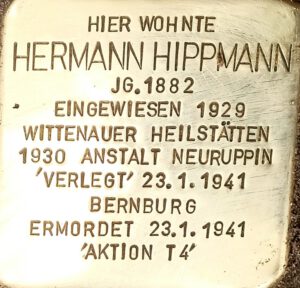 HIER WOHNTE
HERMANN HIPPMANN
JG. 1882
EINGEWIESEN 1929
WITTENAUER HEILSTÄTTEN
1930 ANSTALT NEURUPPIN
'VERLEGT' 23.1.1941
BERNBURG
ERMORDET 23.1.1941
'AKTION T4'